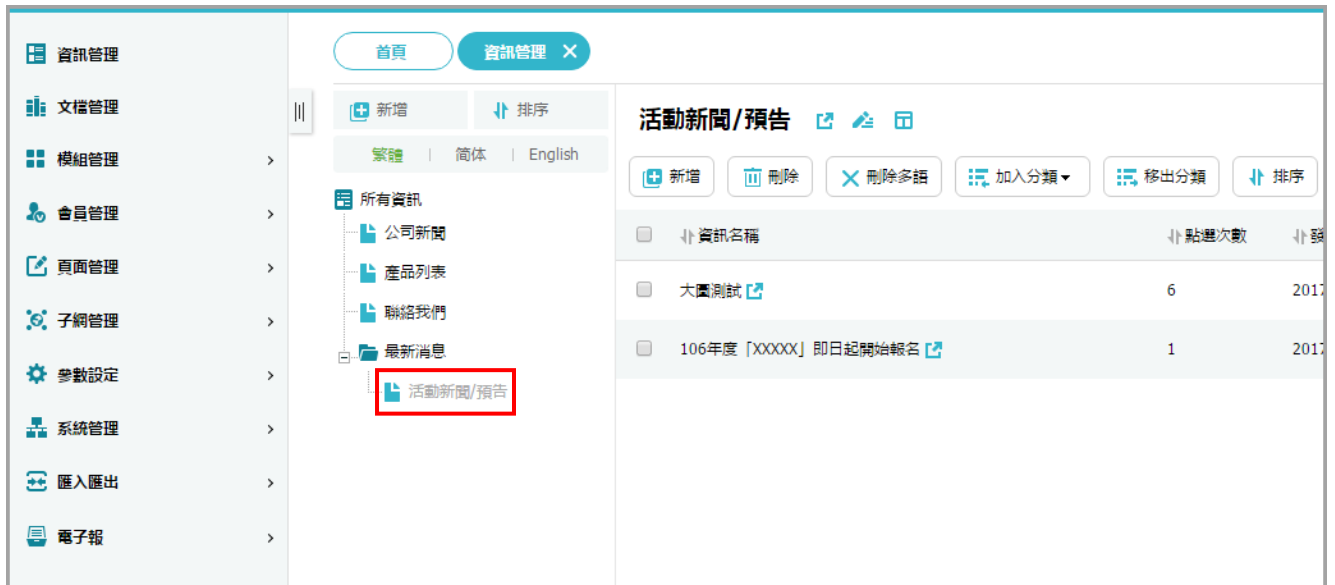 資訊管理
文檔管理
模組管理
會員管理
頁面管理
子網管理
參數設定
系統管理
匯入匯出
電子報
首頁
資訊管理
新增
排序
繁體 | 简体 | English
所有資訊
公司新聞
產品列表
聯絡我們
最新消息
活動新聞/預告
活動新聞/預告
新增 刪除 刪除多語 加入分類 移出分類 排序
資訊名稱 點選次數 發
大圖測試 6 2017
106年度「XXXXX」即日起開始報名 1 2017